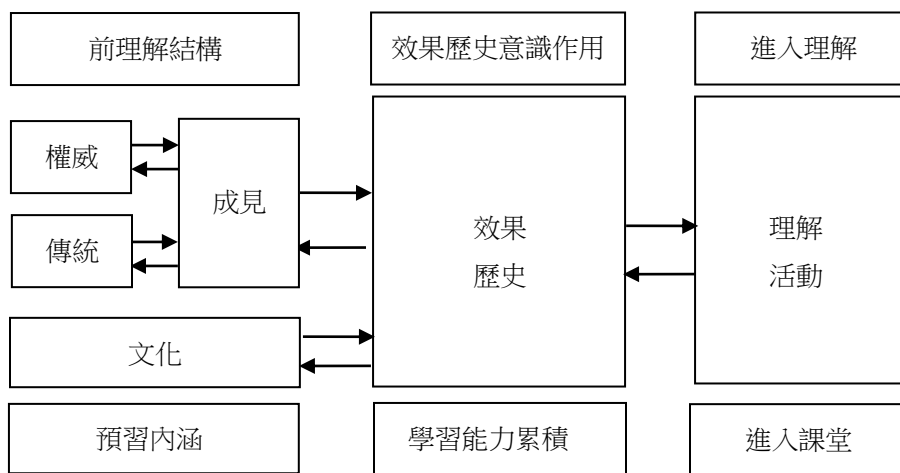 前理解結構
效果歷史意識作用
進入理解
權威
成見
傳統
文化
效果
歷史
理解
活動
預習內涵
學習能力累積
進入課堂